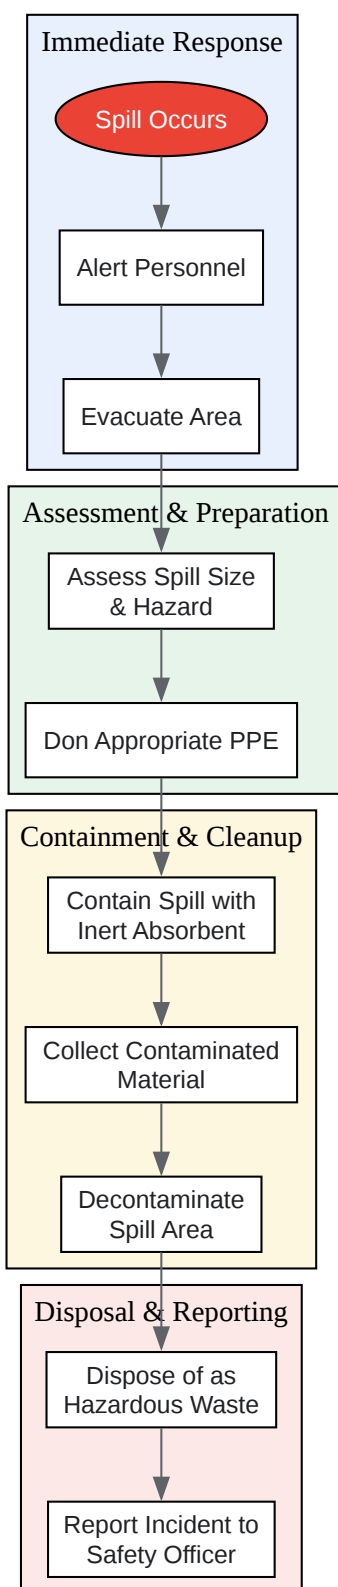 Immediate Response
Spill Occurs
Alert Personnel
Evacuate Area
Assessment & Preparation
Assess Spill Size
& Hazard
Don Appropriate PPE
Containment & Cleanup
Contain Spill with
Inert Absorbent
Collect Contaminated
Material
Decontaminate
Spill Area
Disposal & Reporting
Dispose of as
Hazardous Waste
Report Incident to
Safety Officer